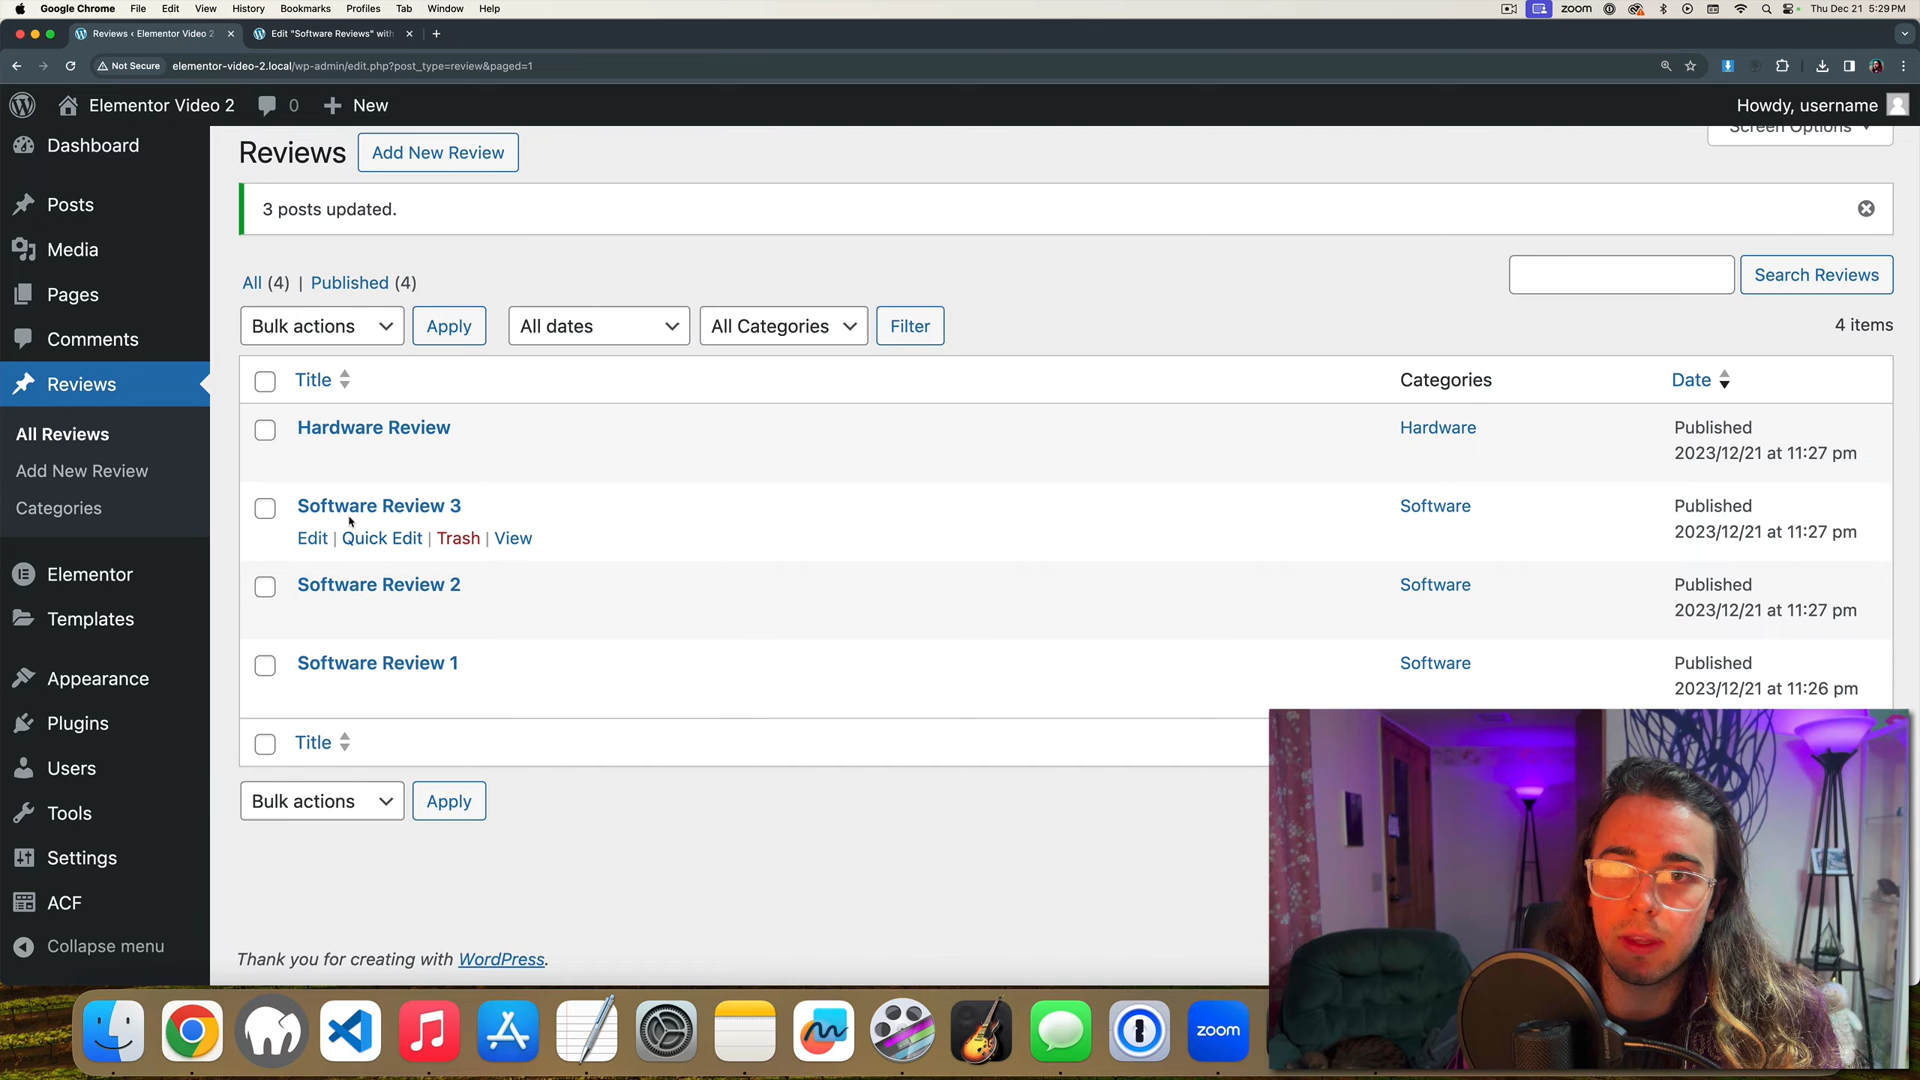 Google Chrome File Edit View History Bookmarks Profiles Tab Window Help zoom Thu Dec 21 5:29 PM
Reviews ‹ Elementor Video 2 Edit "Software Reviews" with
Not Secure elementor-video-2.local/wp-admin/edit.php?post_type=review&paged=1
Elementor Video 2 0 New Howdy, username
Screen Options
Dashboard
Posts
Media
Pages
Comments
Reviews
All Reviews
Add New Review
Categories
Elementor
Templates
Appearance
Plugins
Users
Tools
Settings
ACF
Collapse menu
Reviews Add New Review
3 posts updated.
All (4) | Published (4)
Search Reviews
Bulk actions Apply All dates All Categories Filter 4 items
Title Categories Date
Hardware Review Hardware Published
2023/12/21 at 11:27 pm
Software Review 3 Software Published
Edit | Quick Edit | Trash | View 2023/12/21 at 11:27 pm
Software Review 2 Software Published
2023/12/21 at 11:27 pm
Software Review 1 Software Published
2023/12/21 at 11:26 pm
Title
Bulk actions Apply
Thank you for creating with WordPress.
zoom